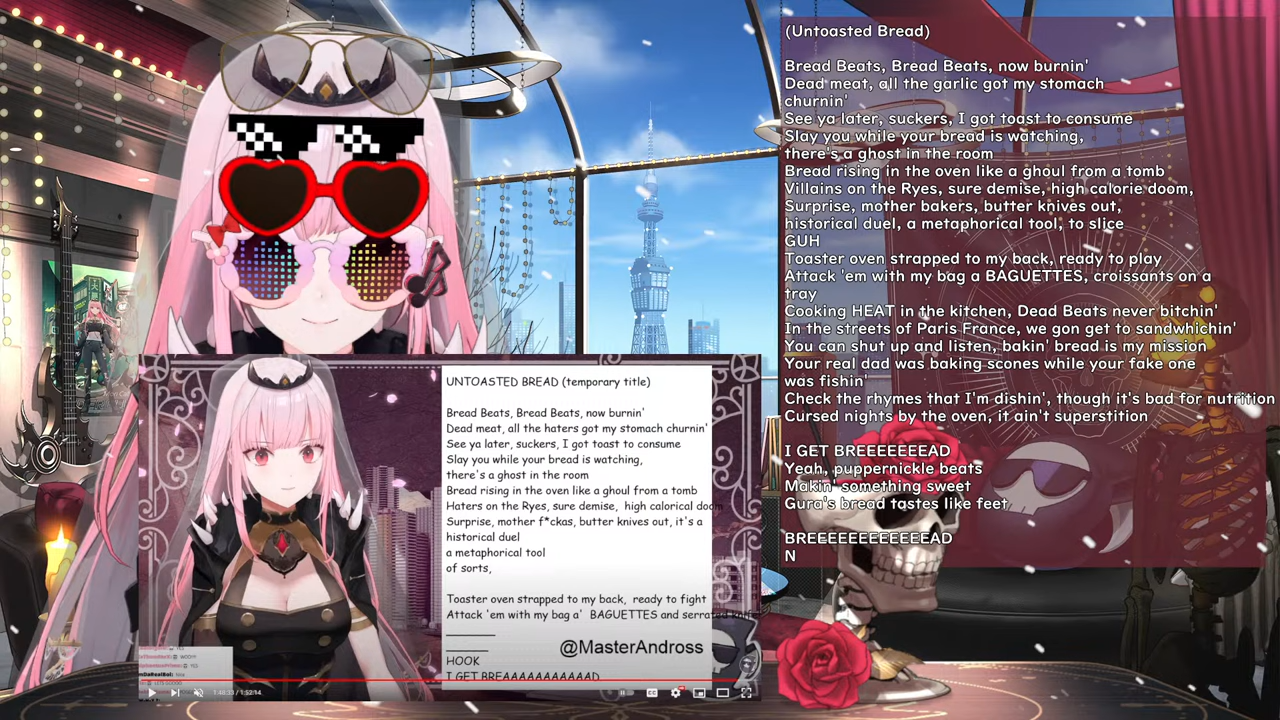 (Untoasted Bread)
Bread Beats, Bread Beats, now burnin'
Dead meat, all the garlic got my stomach
churnin'
See ya later, suckers, I got toast to consume
Slay you while your bread is watching,
there's a ghost in the room
Bread rising in the oven like a ghoul from a tomb
Villains on the Ryes, sure demise, high calorie doom,
Surprise, mother bakers, butter knives out,
historical duel, a metaphorical tool, to slice
GUH
Toaster oven strapped to my back, ready to play
Attack 'em with my bag a BAGUETTES, croissants on a
tray
Cooking HEAT in the kitchen, Dead Beats never bitchin'
In the streets of Paris France, we gon get to sandwhichin'
You can shut up and listen, bakin' bread is my mission
Your real dad was baking scones while your fake one
was fishin'
Check the rhymes that I'm dishin', though it's bad for nutrition
Cursed nights by the oven, it ain't superstition
I GET BREEEEEEAD
Yeah, puppernickle beats
Makin' something sweet
Gura's bread tastes like feet
BREEEEEEEEEEEEAD
N
UNTOASTED BREAD (temporary title)
Bread Beats, Bread Beats, now burnin'
Dead meat, all the haters got my stomach churnin'
See ya later, suckers, I got toast to consume
Slay you while your bread is watching,
there's a ghost in the room
Bread rising in the oven like a ghoul from a tomb
Haters on the Ryes, sure demise, high calorical doom
Surprise, mother f*ckas, butter knives out, it's a
historical duel
a metaphorical tool
of sorts,
Toaster oven strapped to my back, ready to fight
Attack 'em with my bag a' BAGUETTES and serrated
@MasterAndross
HOOK
I GET BREAAAAAAAAAAD
1:48:33 / 1:52:14